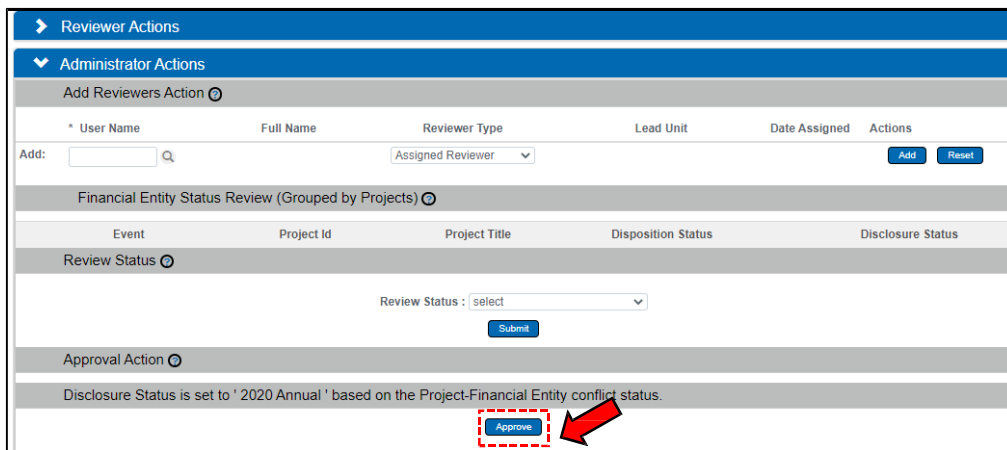 Reviewer Actions
Administrator Actions
Add Reviewers Action ?
* User Name Full Name Reviewer Type Lead Unit Date Assigned Actions
Add: Assigned Reviewer Add Reset
Financial Entity Status Review (Grouped by Projects) ?
Event Project Id Project Title Disposition Status Disclosure Status
Review Status ?
Review Status : select
Submit
Approval Action ?
Disclosure Status is set to ' 2020 Annual ' based on the Project-Financial Entity conflict status.
Approve